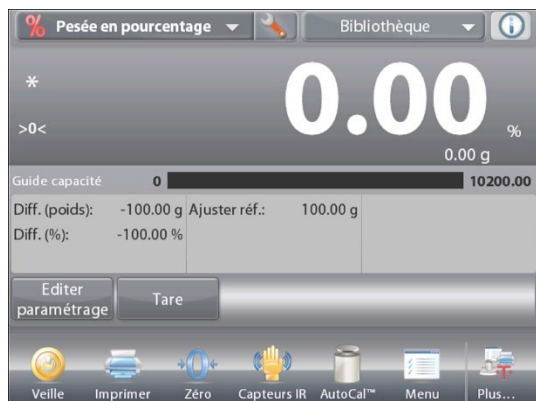 % Pesée en pourcentage Bibliothèque
*
0.00 %
>0<
0.00 g
Guide capacité 0 10200.00
Diff. (poids): -100.00 g Ajuster réf.: 100.00 g
Diff. (%): -100.00 %
Editer
paramétrage
Tare
Veille Imprimer Zéro Capteurs IR AutoCal™ Menu Plus...